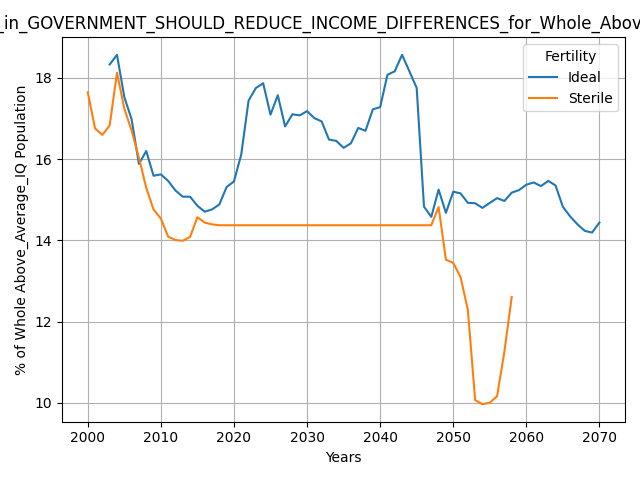 _in_GOVERNMENT_SHOULD_REDUCE_INCOME_DIFFERENCES_for_Whole_Abov
Fertility
Ideal
Sterile
% of Whole Above_Average_IQ Population
18
16
14
12
10
2000 2010 2020 2030 2040 2050 2060 2070
Years